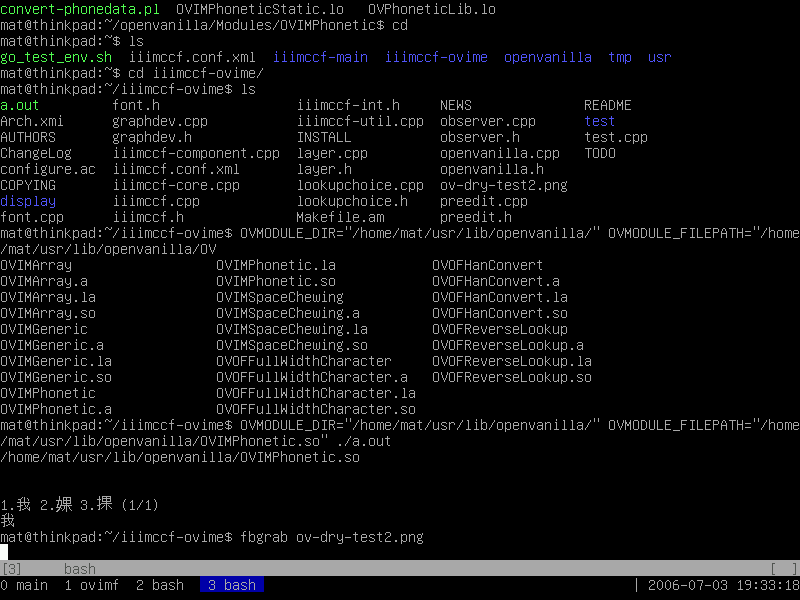 convert-phonedata.pl  OVIMPhoneticStatic.lo   OVPhoneticLib.lo
mat@thinkpad:~/openvanilla/Modules/OVIMPhonetic$ cd
mat@thinkpad:~$ ls
go_test_env.sh  iiimccf.conf.xml  iiimccf-main  iiimccf-ovime  openvanilla  tmp  usr
mat@thinkpad:~$ cd iiimccf-ovime/
mat@thinkpad:~/iiimccf-ovime$ ls
a.out         font.h                 iiimccf-int.h     NEWS              README
Arch.xmi      graphdev.cpp           iiimccf-util.cpp  observer.cpp      test
AUTHORS       graphdev.h             INSTALL           observer.h        test.cpp
ChangeLog     iiimccf-component.cpp  layer.cpp         openvanilla.cpp   TODO
configure.ac  iiimccf.conf.xml       layer.h           openvanilla.h
COPYING       iiimccf-core.cpp       lookupchoice.cpp  ov-dry-test2.png
display       iiimccf.cpp            lookupchoice.h    preedit.cpp
font.cpp      iiimccf.h              Makefile.am       preedit.h
mat@thinkpad:~/iiimccf-ovime$ OVMODULE_DIR="/home/mat/usr/lib/openvanilla/" OVMODULE_FILEPATH="/home
/mat/usr/lib/openvanilla/OV
OVIMArray                  OVIMPhonetic.la            OVOFHanConvert
OVIMArray.a                OVIMPhonetic.so            OVOFHanConvert.a
OVIMArray.la               OVIMSpaceChewing           OVOFHanConvert.la
OVIMArray.so               OVIMSpaceChewing.a         OVOFHanConvert.so
OVIMGeneric                OVIMSpaceChewing.la        OVOFReverseLookup
OVIMGeneric.a              OVIMSpaceChewing.so        OVOFReverseLookup.a
OVIMGeneric.la             OVOFFullWidthCharacter     OVOFReverseLookup.la
OVIMGeneric.so             OVOFFullWidthCharacter.a   OVOFReverseLookup.so
OVIMPhonetic               OVOFFullWidthCharacter.la
OVIMPhonetic.a             OVOFFullWidthCharacter.so
mat@thinkpad:~/iiimccf-ovime$ OVMODULE_DIR="/home/mat/usr/lib/openvanilla/" OVMODULE_FILEPATH="/home
/mat/usr/lib/openvanilla/OVIMPhonetic.so" ./a.out
/home/mat/usr/lib/openvanilla/OVIMPhonetic.so
1.我 2.婐 3.捰 (1/1)
我
mat@thinkpad:~/iiimccf-ovime$ fbgrab ov-dry-test2.png
[3]     bash                                                                                    [  ]
0 main  1 ovimf  2 bash  3 bash                                                | 2006-07-03 19:33:18